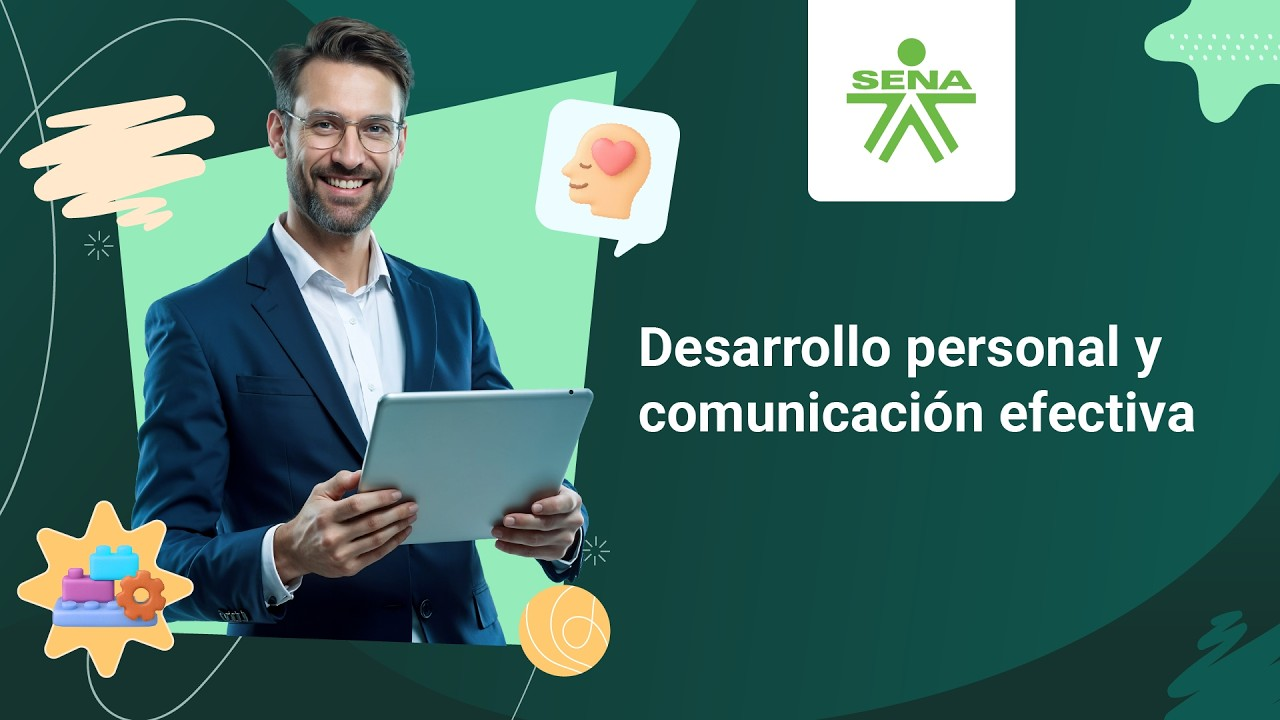 SENA
Desarrollo personal y
comunicación efectiva